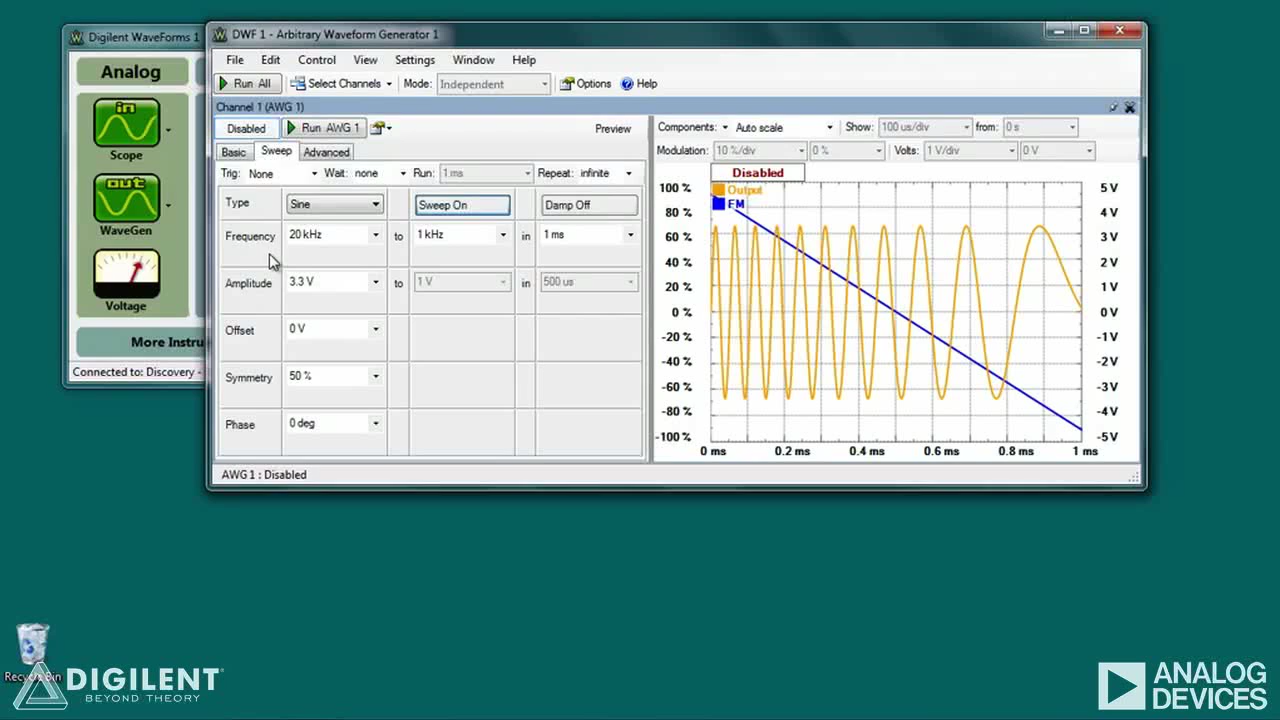 Digilent WaveForms 1
Analog
Scope
WaveGen
Voltage
More Instru
Connected to: Discovery -
DWF 1 - Arbitrary Waveform Generator 1
File Edit Control View Settings Window Help
Run All Select Channels Mode: Independent Options Help
Channel 1 (AWG 1)
Disabled Run AWG 1 Preview
Basic Sweep Advanced
Trig: None Wait: none Run: 1 ms Repeat: infinite
Type Sine Sweep On Damp Off
Frequency 20 kHz to 1 kHz in 1 ms
Amplitude 3.3 V to 1 V in 500 us
Offset 0 V
Symmetry 50 %
Phase 0 deg
Components: Auto scale Show: 100 us/div from: 0 s
Modulation: 10 %/div 0 % Volts: 1 V/div 0 V
Disabled
Output
FM
100 % 5 V
80 % 4 V
60 % 3 V
40 % 2 V
20 % 1 V
0 % 0 V
-20 % -1 V
-40 % -2 V
-60 % -3 V
-80 % -4 V
-100 % -5 V
0 ms 0.2 ms 0.4 ms 0.6 ms 0.8 ms 1 ms
AWG 1 : Disabled
Recycle Bin
DIGILENT
BEYOND THEORY
ANALOG
DEVICES